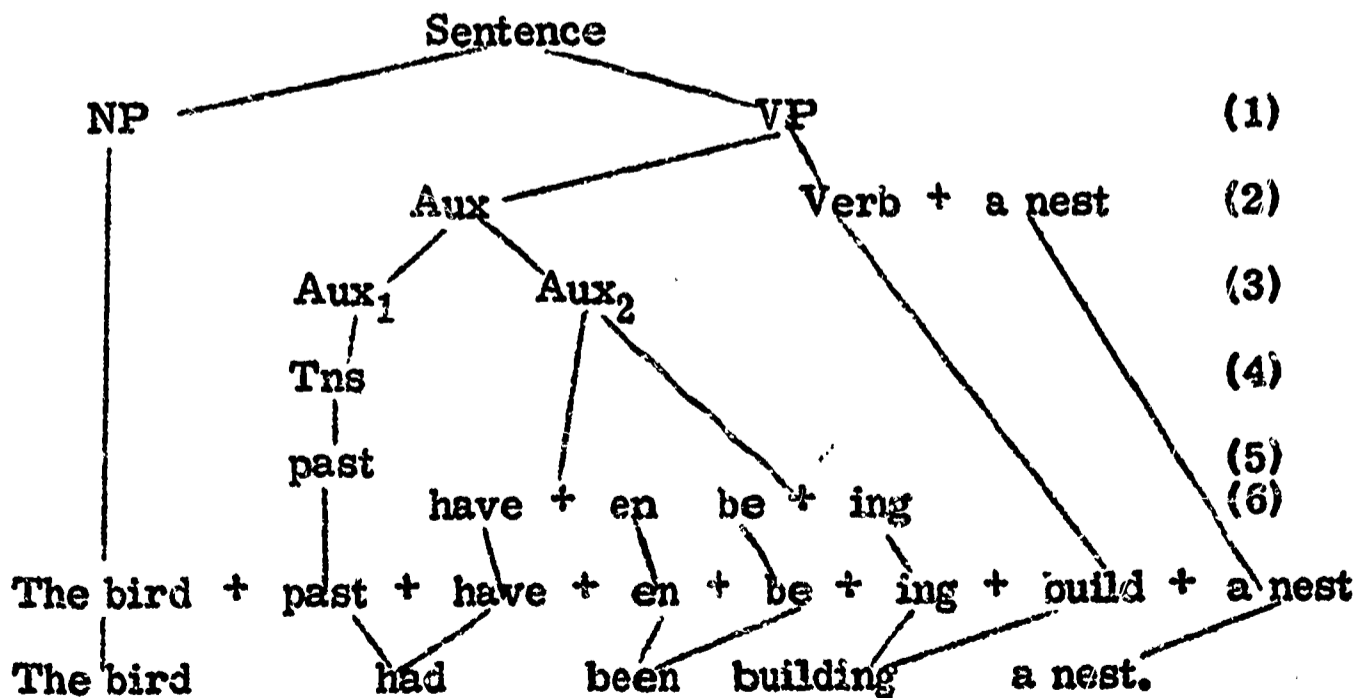 Sentence
NP VP (1)
Aux Verb + a nest (2)
Aux₁ Aux₂ (3)
Tns (4)
past (5)
have + en be + ing (6)
The bird + past + have + en + be + ing + build + a nest
The bird had been building a nest.